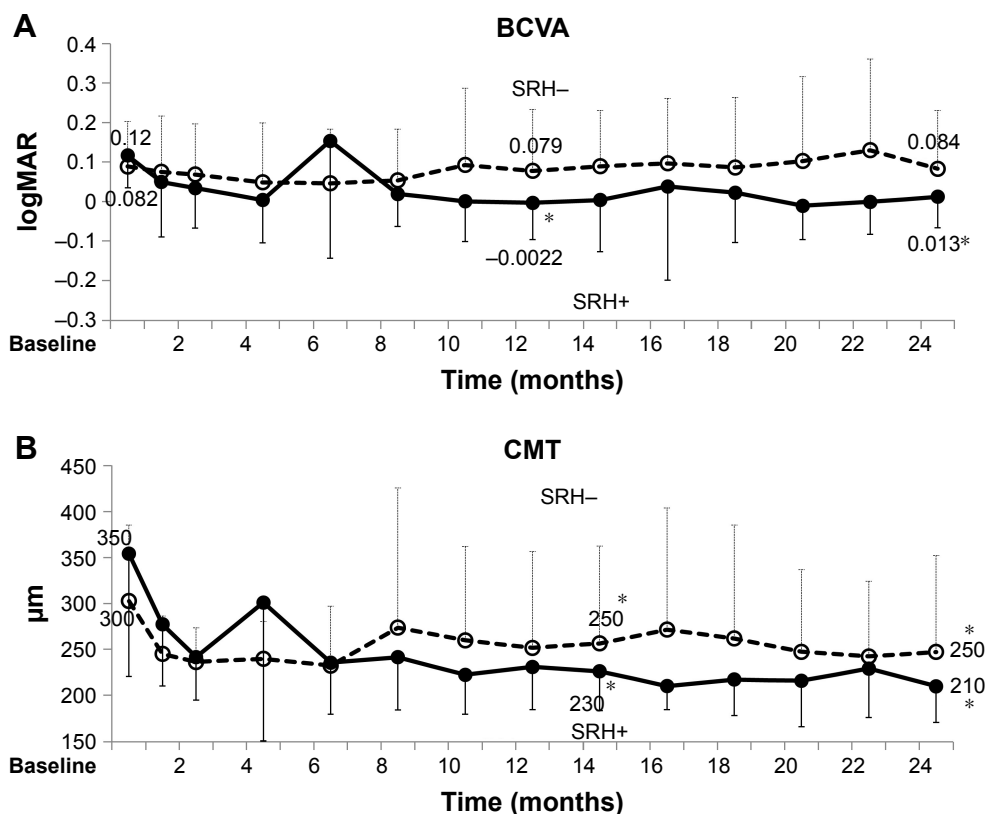 A
BCVA
logMAR
0.4
0.3
0.2
0.1
0
–0.1
–0.2
–0.3
SRH–
0.12
0.082
0.079
0.084
*
–0.0022
0.013*
SRH+
Baseline 2 4 6 8 10 12 14 16 18 20 22 24
Time (months)
B
CMT
µm
450
400
350
300
250
200
150
SRH–
350
300
*
250
*
250
*
230
210
*
SRH+
Baseline 2 4 6 8 10 12 14 16 18 20 22 24
Time (months)